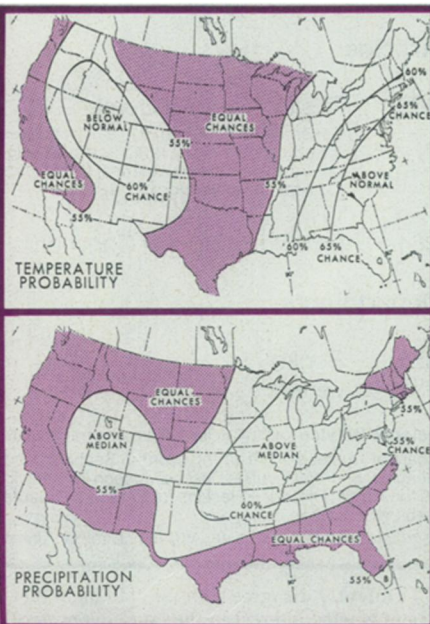 60%
65%
CHANCE
BELOW
NORMAL
EQUAL
CHANCES
55%
ABOVE
NORMAL
EQUAL
CHANCES
60%
CHANCE
55%
55%
60%
65%
CHANCE
TEMPERATURE
PROBABILITY
EQUAL
CHANCES
ABOVE
MEDIAN
ABOVE
MEDIAN
55%
55%
CHANCE
55%
60%
CHANCE
EQUAL CHANCES
PRECIPITATION
PROBABILITY
55%